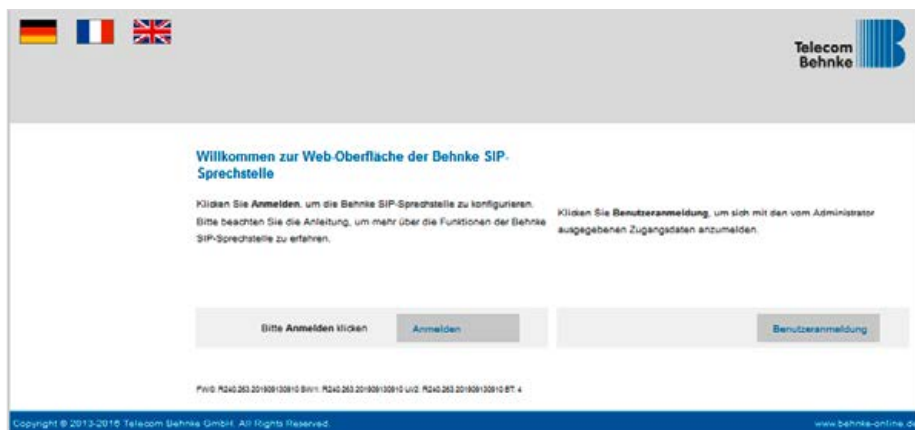 Telecom
Behnke
Willkommen zur Web-Oberfläche der Behnke SIP-
Sprechstelle
Klicken Sie Anmelden, um die Behnke SIP-Sprechstelle zu konfigurieren.
Bitte beachten Sie die Anleitung, um mehr über die Funktionen der Behnke
SIP-Sprechstelle zu erfahren.
Klicken Sie Benutzeranmeldung, um sich mit den vom Administrator
ausgegebenen Zugangsdaten anzumelden.
Bitte Anmelden klicken
Anmelden
Benutzeranmeldung
Copyright © 2013-2016 Telecom Behnke GmbH. All Rights Reserved.
www.behnke-online.de